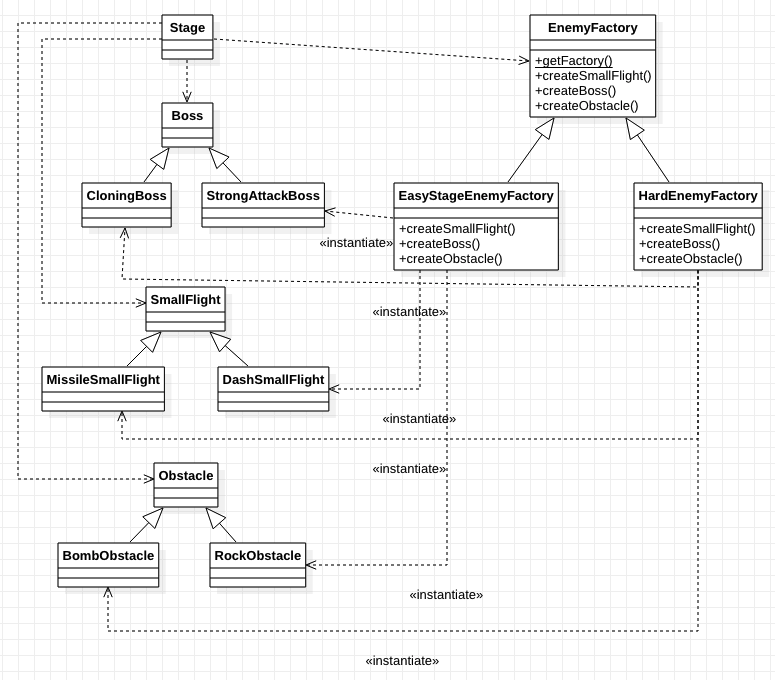 Stage
EnemyFactory
+getFactory()
+createSmallFlight()
+createBoss()
+createObstacle()
Boss
CloningBoss
StrongAttackBoss
EasyStageEnemyFactory
+createSmallFlight()
+createBoss()
+createObstacle()
HardEnemyFactory
+createSmallFlight()
+createBoss()
+createObstacle()
«instantiate»
SmallFlight
«instantiate»
MissileSmallFlight
DashSmallFlight
«instantiate»
«instantiate»
Obstacle
BombObstacle
RockObstacle
«instantiate»
«instantiate»